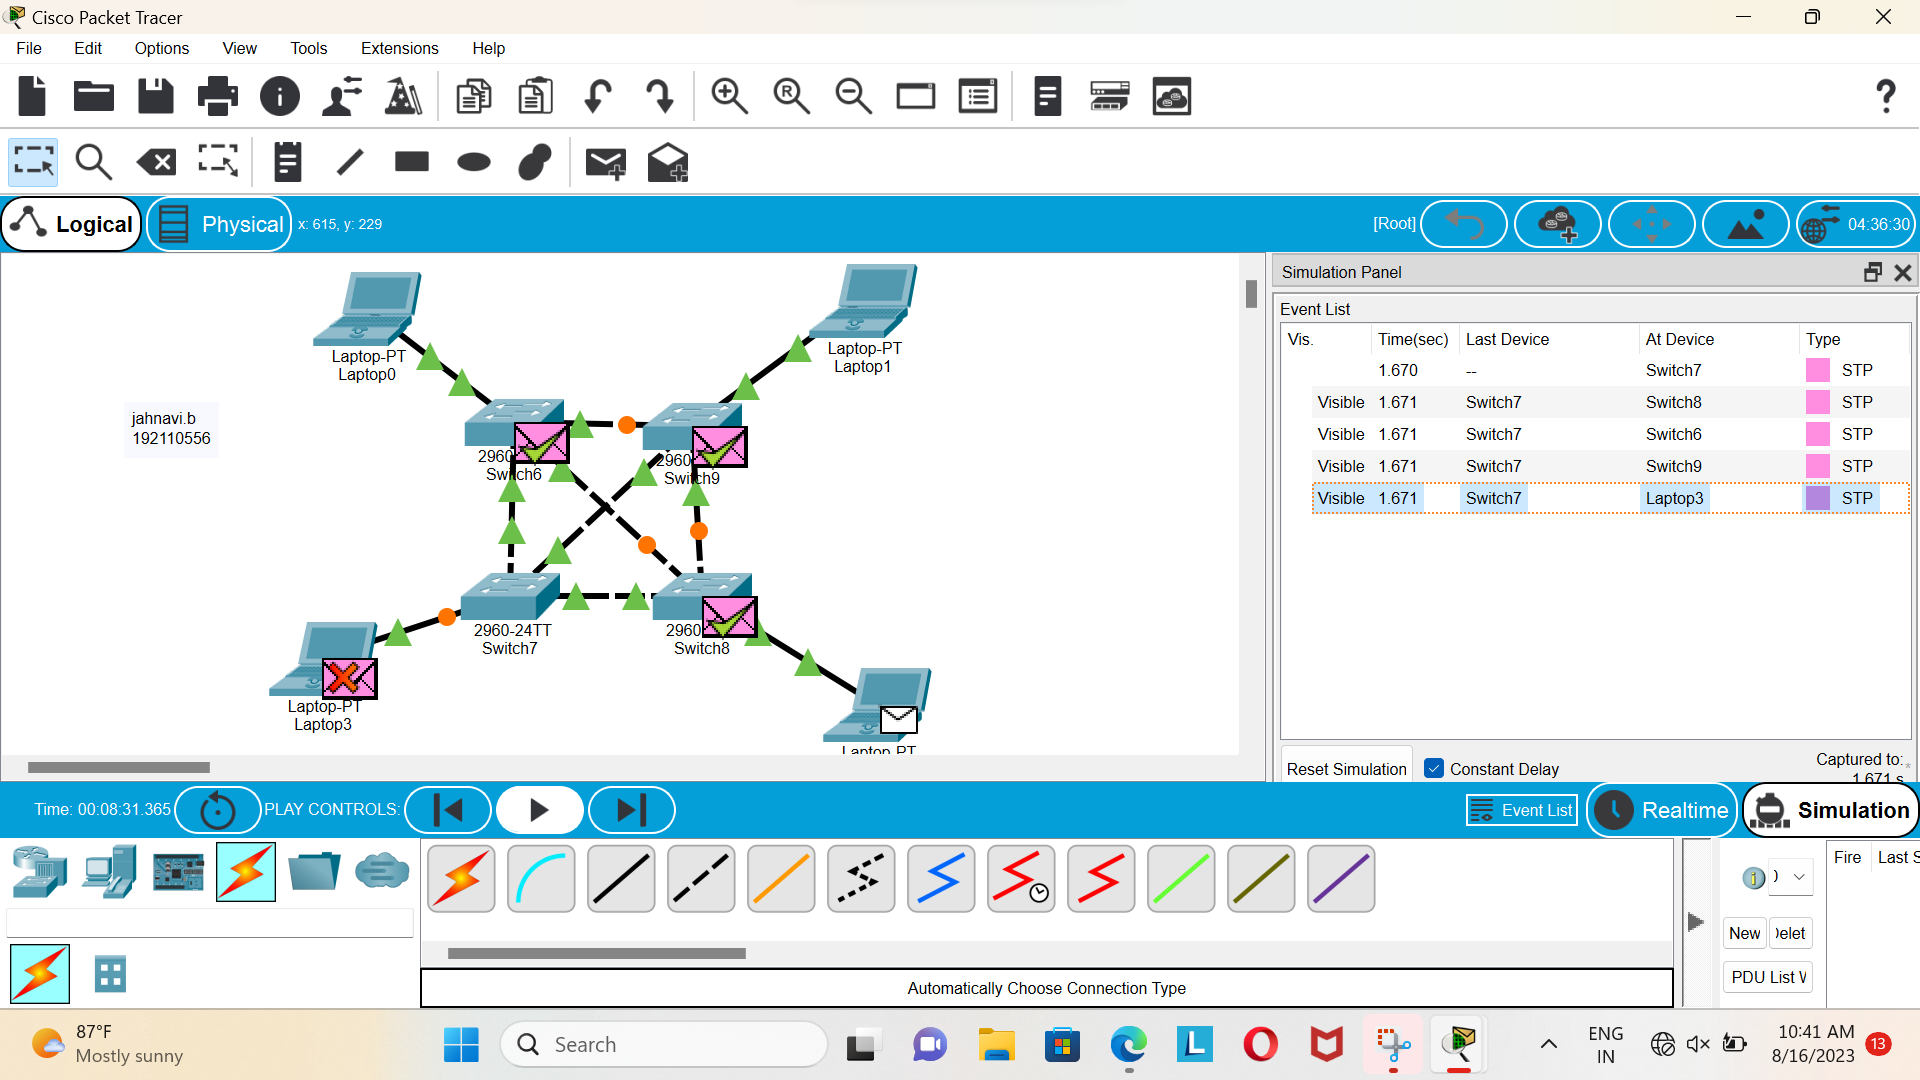 Cisco Packet Tracer
File Edit Options View Tools Extensions Help
Logical Physical x: 615, y: 229 [Root] 04:36:30
Laptop-PT
Laptop0
Laptop-PT
Laptop1
jahnavi.b
192110556
2960
Switch6
2960
Switch9
2960-24TT
Switch7
2960
Switch8
Laptop-PT
Laptop3
Laptop-PT
Simulation Panel
Event List
Vis. Time(sec) Last Device At Device Type
1.670 -- Switch7 STP
Visible 1.671 Switch7 Switch8 STP
Visible 1.671 Switch7 Switch6 STP
Visible 1.671 Switch7 Switch9 STP
Visible 1.671 Switch7 Laptop3 STP
Reset Simulation Constant Delay
Captured to:
1.671 s
Time: 00:08:31.365 PLAY CONTROLS: Event List Realtime Simulation
Fire Last S
New Delet
PDU List W
Automatically Choose Connection Type
87°F
Mostly sunny
Search
ENG
IN
10:41 AM
8/16/2023
13